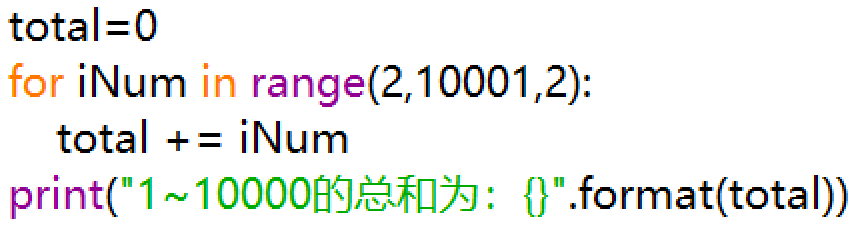 total=0
for iNum in range(2,10001,2):
    total += iNum
print("1~10000的总和为：{}".format(total))